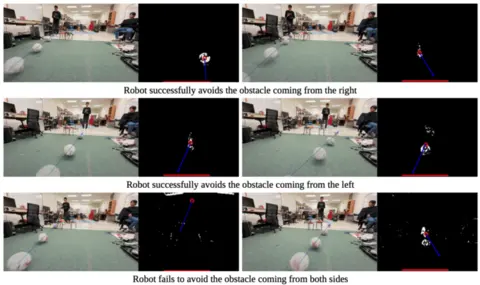 Robot successfully avoids the obstacle coming from the right
Robot successfully avoids the obstacle coming from the left
Robot fails to avoid the obstacle coming from both sides